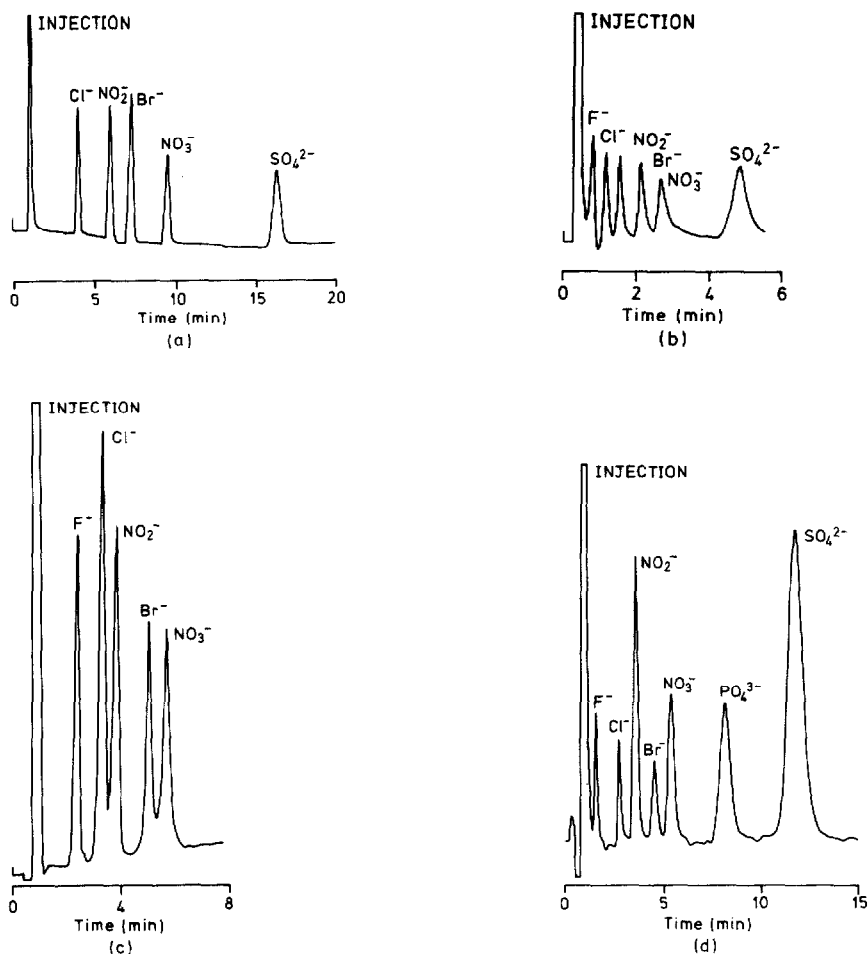 INJECTION
Cl⁻ NO₂⁻ Br⁻
NO₃⁻
SO₄²⁻
0 5 10 15 20
Time (min)
(a)
INJECTION
F⁻
Cl⁻
NO₂⁻
Br⁻
NO₃⁻
SO₄²⁻
0 2 4 6
Time (min)
(b)
INJECTION
Cl⁻
F⁻
NO₂⁻
Br⁻
NO₃⁻
0 4 8
Time (min)
(c)
INJECTION
SO₄²⁻
NO₂⁻
F⁻
Cl⁻
Br⁻
NO₃⁻
PO₄³⁻
0 5 10 15
Time (min)
(d)